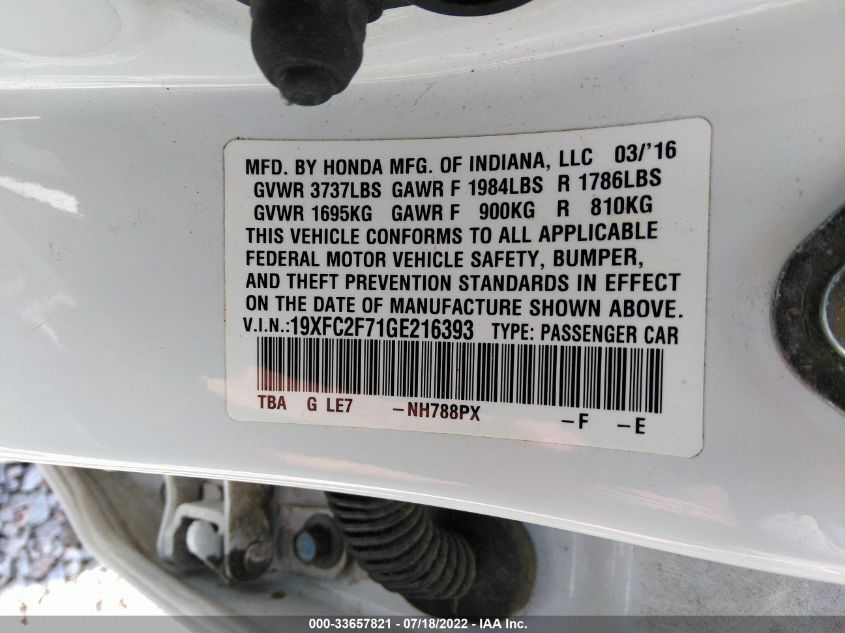 MFD. BY HONDA MFG. OF INDIANA, LLC 03/'16
GVWR 3737LBS GAWR F 1984LBS R 1786LBS
GVWR 1695KG GAWR F 900KG R 810KG
THIS VEHICLE CONFORMS TO ALL APPLICABLE
FEDERAL MOTOR VEHICLE SAFETY, BUMPER,
AND THEFT PREVENTION STANDARDS IN EFFECT
ON THE DATE OF MANUFACTURE SHOWN ABOVE.
V.I.N.:19XFC2F71GE216393 TYPE: PASSENGER CAR
TBA G LE7 -NH788PX -F -E
000-33657821 - 07/18/2022 - IAA Inc.